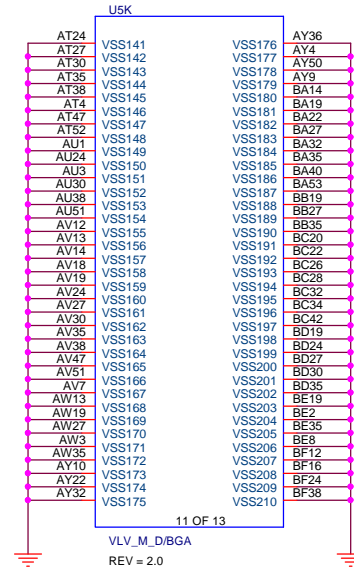 U5K
AT24 VSS141 VSS176 AY36
AT27 VSS142 VSS177 AY4
AT30 VSS143 VSS178 AY50
AT35 VSS144 VSS179 AY9
AT38 VSS145 VSS180 BA14
AT4 VSS146 VSS181 BA19
AT47 VSS147 VSS182 BA22
AT52 VSS148 VSS183 BA27
AU1 VSS149 VSS184 BA32
AU24 VSS150 VSS185 BA35
AU3 VSS151 VSS186 BA40
AU30 VSS152 VSS187 BA53
AU38 VSS153 VSS188 BB19
AU51 VSS154 VSS189 BB27
AV12 VSS155 VSS190 BB35
AV13 VSS156 VSS191 BC20
AV14 VSS157 VSS192 BC22
AV18 VSS158 VSS193 BC26
AV19 VSS159 VSS194 BC28
AV24 VSS160 VSS195 BC32
AV27 VSS161 VSS196 BC34
AV30 VSS162 VSS197 BC42
AV35 VSS163 VSS198 BD19
AV38 VSS164 VSS199 BD24
AV47 VSS165 VSS200 BD27
AV51 VSS166 VSS201 BD30
AV7 VSS167 VSS202 BD35
AW13 VSS168 VSS203 BE19
AW19 VSS169 VSS204 BE2
AW27 VSS170 VSS205 BE35
AW3 VSS171 VSS206 BE8
AW35 VSS172 VSS207 BF12
AY10 VSS173 VSS208 BF16
AY22 VSS174 VSS209 BF24
AY32 VSS175 VSS210 BF38
11 OF 13
VLV_M_D/BGA
REV = 2.0